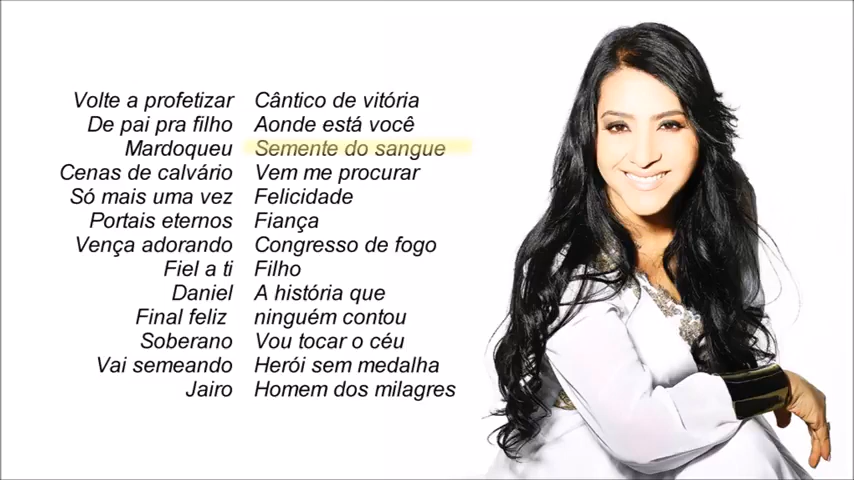 Volte a profetizar
De pai pra filho
Mardoqueu
Cenas de calvário
Só mais uma vez
Portais eternos
Vença adorando
Fiel a ti
Daniel
Final feliz
Soberano
Vai semeando
Jairo
Cântico de vitória
Aonde está você
Semente do sangue
Vem me procurar
Felicidade
Fiança
Congresso de fogo
Filho
A história que
ninguém contou
Vou tocar o céu
Herói sem medalha
Homem dos milagres